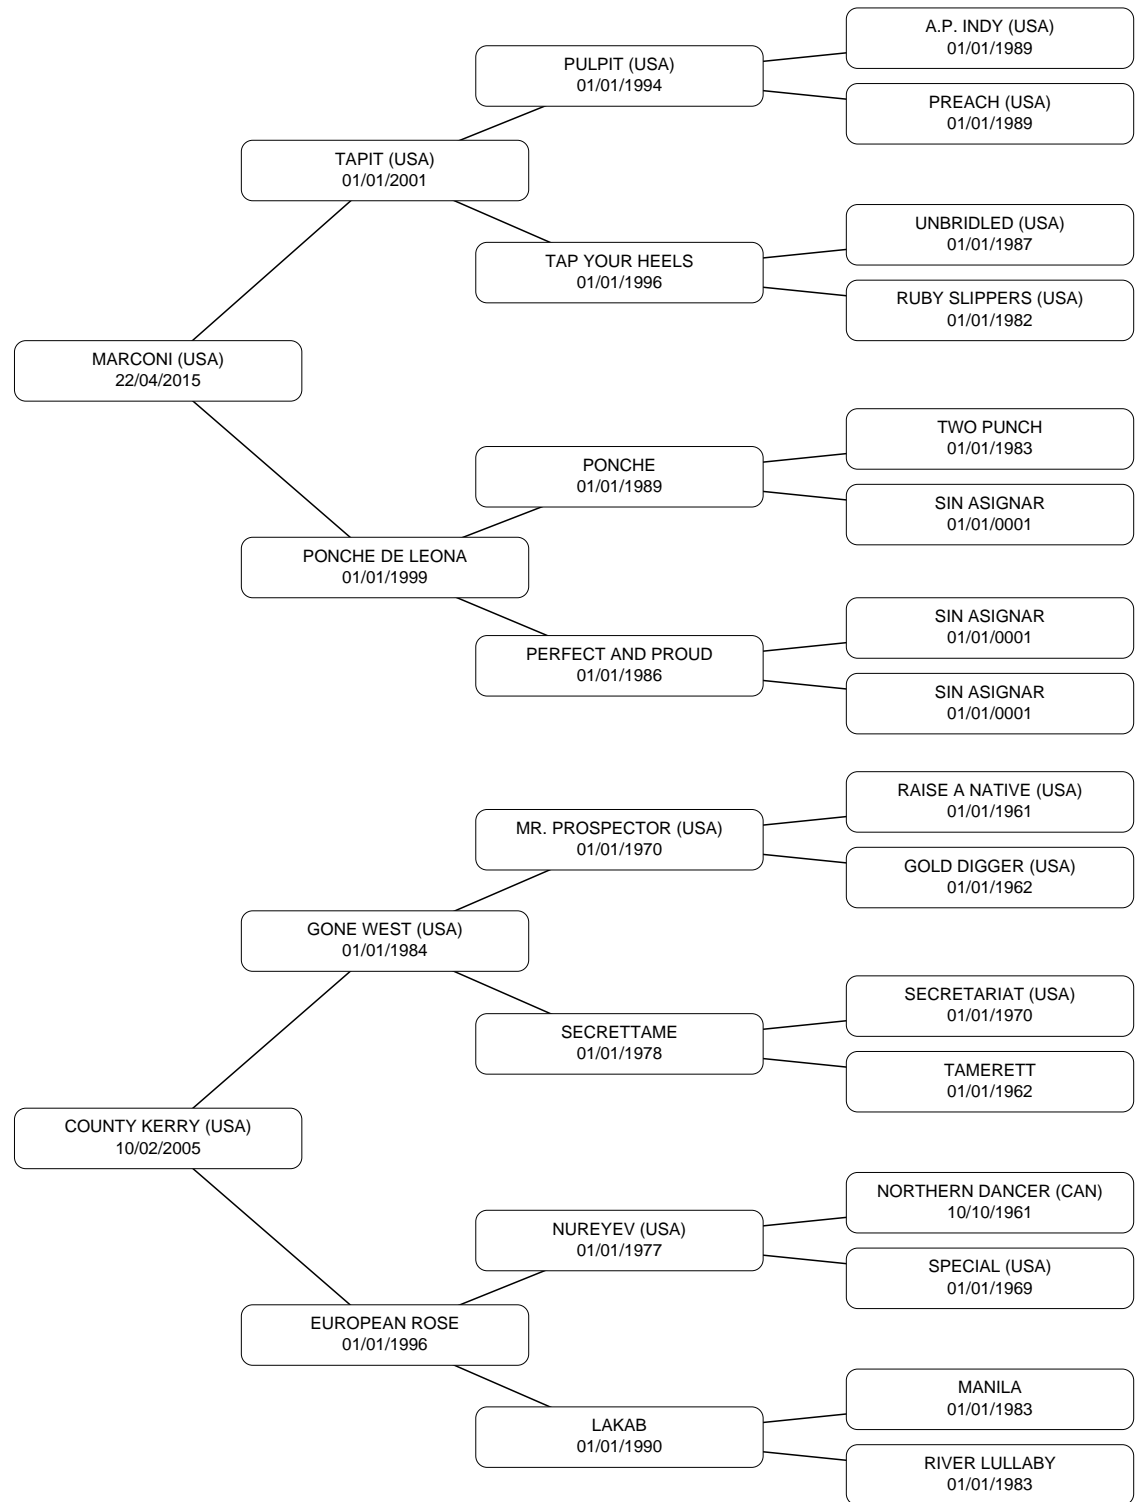 A.P. INDY (USA)
01/01/1989
PULPIT (USA)
01/01/1994
PREACH (USA)
01/01/1989
TAPIT (USA)
01/01/2001
UNBRIDLED (USA)
01/01/1987
TAP YOUR HEELS
01/01/1996
RUBY SLIPPERS (USA)
01/01/1982
MARCONI (USA)
22/04/2015
TWO PUNCH
01/01/1983
PONCHE
01/01/1989
SIN ASIGNAR
01/01/0001
PONCHE DE LEONA
01/01/1999
SIN ASIGNAR
01/01/0001
PERFECT AND PROUD
01/01/1986
SIN ASIGNAR
01/01/0001
RAISE A NATIVE (USA)
01/01/1961
MR. PROSPECTOR (USA)
01/01/1970
GOLD DIGGER (USA)
01/01/1962
GONE WEST (USA)
01/01/1984
SECRETARIAT (USA)
01/01/1970
SECRETTAME
01/01/1978
TAMERETT
01/01/1962
COUNTY KERRY (USA)
10/02/2005
NORTHERN DANCER (CAN)
10/10/1961
NUREYEV (USA)
01/01/1977
SPECIAL (USA)
01/01/1969
EUROPEAN ROSE
01/01/1996
MANILA
01/01/1983
LAKAB
01/01/1990
RIVER LULLABY
01/01/1983